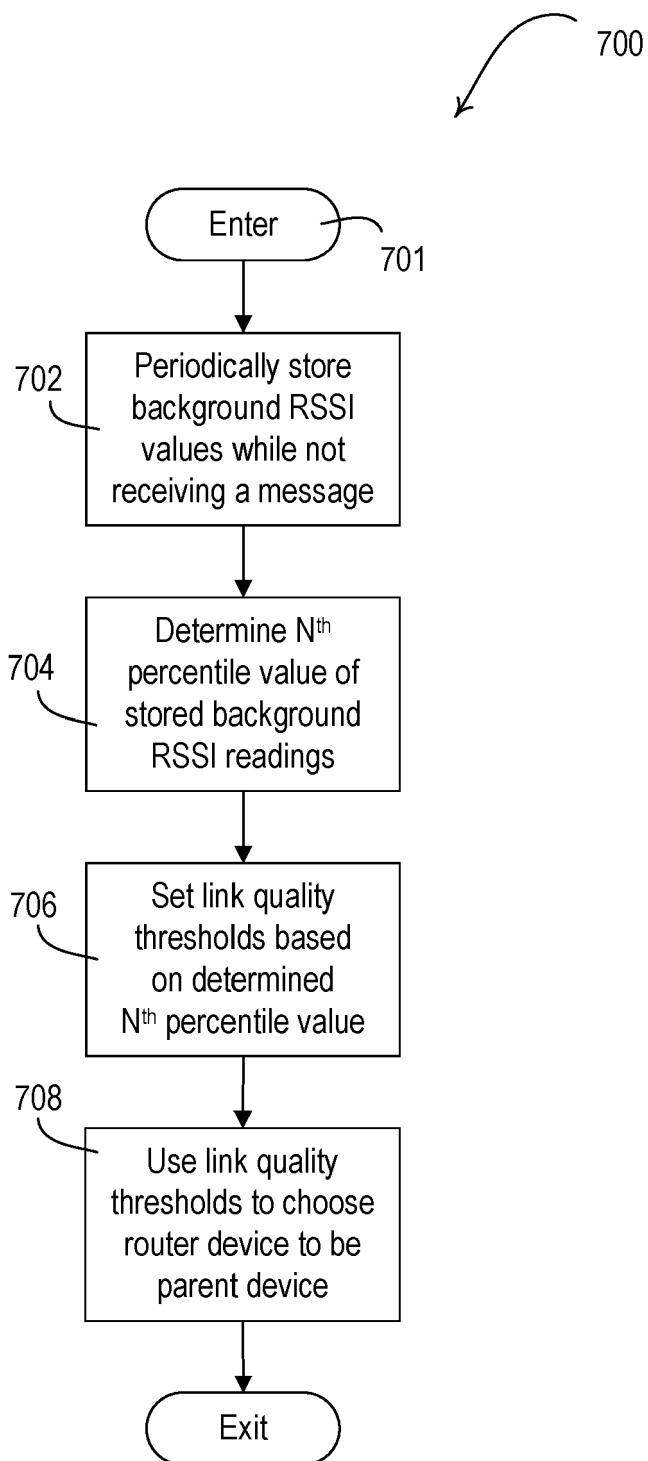 700
Enter
701
702
Periodically store
background RSSI
values while not
receiving a message
704
Determine Nth
percentile value of
stored background
RSSI readings
706
Set link quality
thresholds based
on determined
Nth percentile value
708
Use link quality
thresholds to choose
router device to be
parent device
Exit